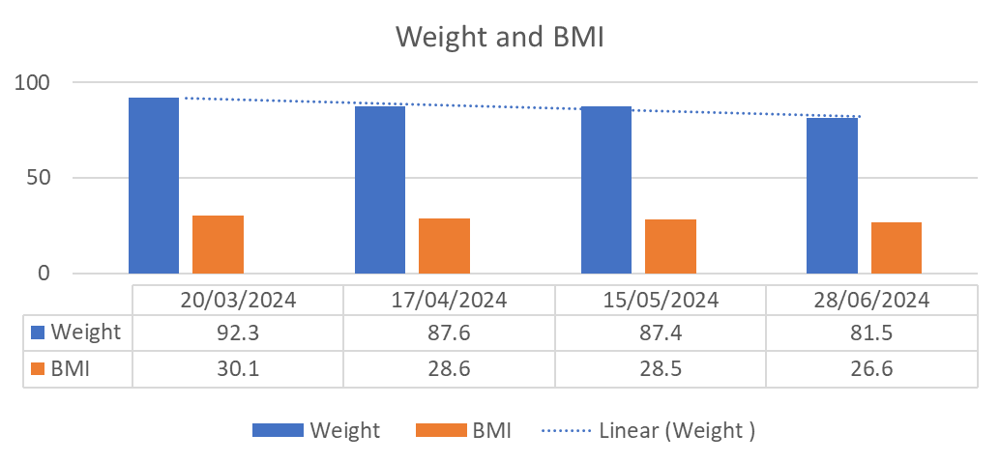 Weight and BMI
100
50
0
20/03/2024 17/04/2024 15/05/2024 28/06/2024
Weight 92.3 87.6 87.4 81.5
BMI 30.1 28.6 28.5 26.6
Weight BMI Linear (Weight )